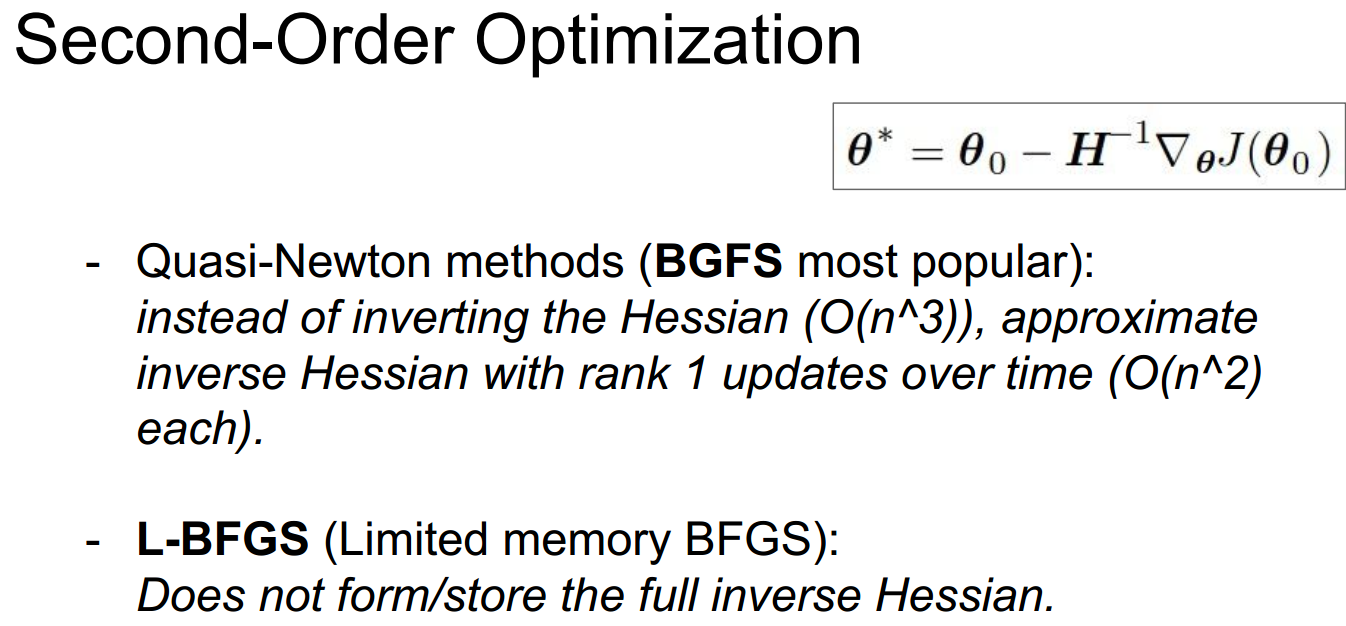 Second-Order Optimization
θ* = θ₀ − H⁻¹∇_θJ(θ₀)
- Quasi-Newton methods (BGFS most popular):
instead of inverting the Hessian (O(n^3)), approximate
inverse Hessian with rank 1 updates over time (O(n^2)
each).
- L-BFGS (Limited memory BFGS):
Does not form/store the full inverse Hessian.